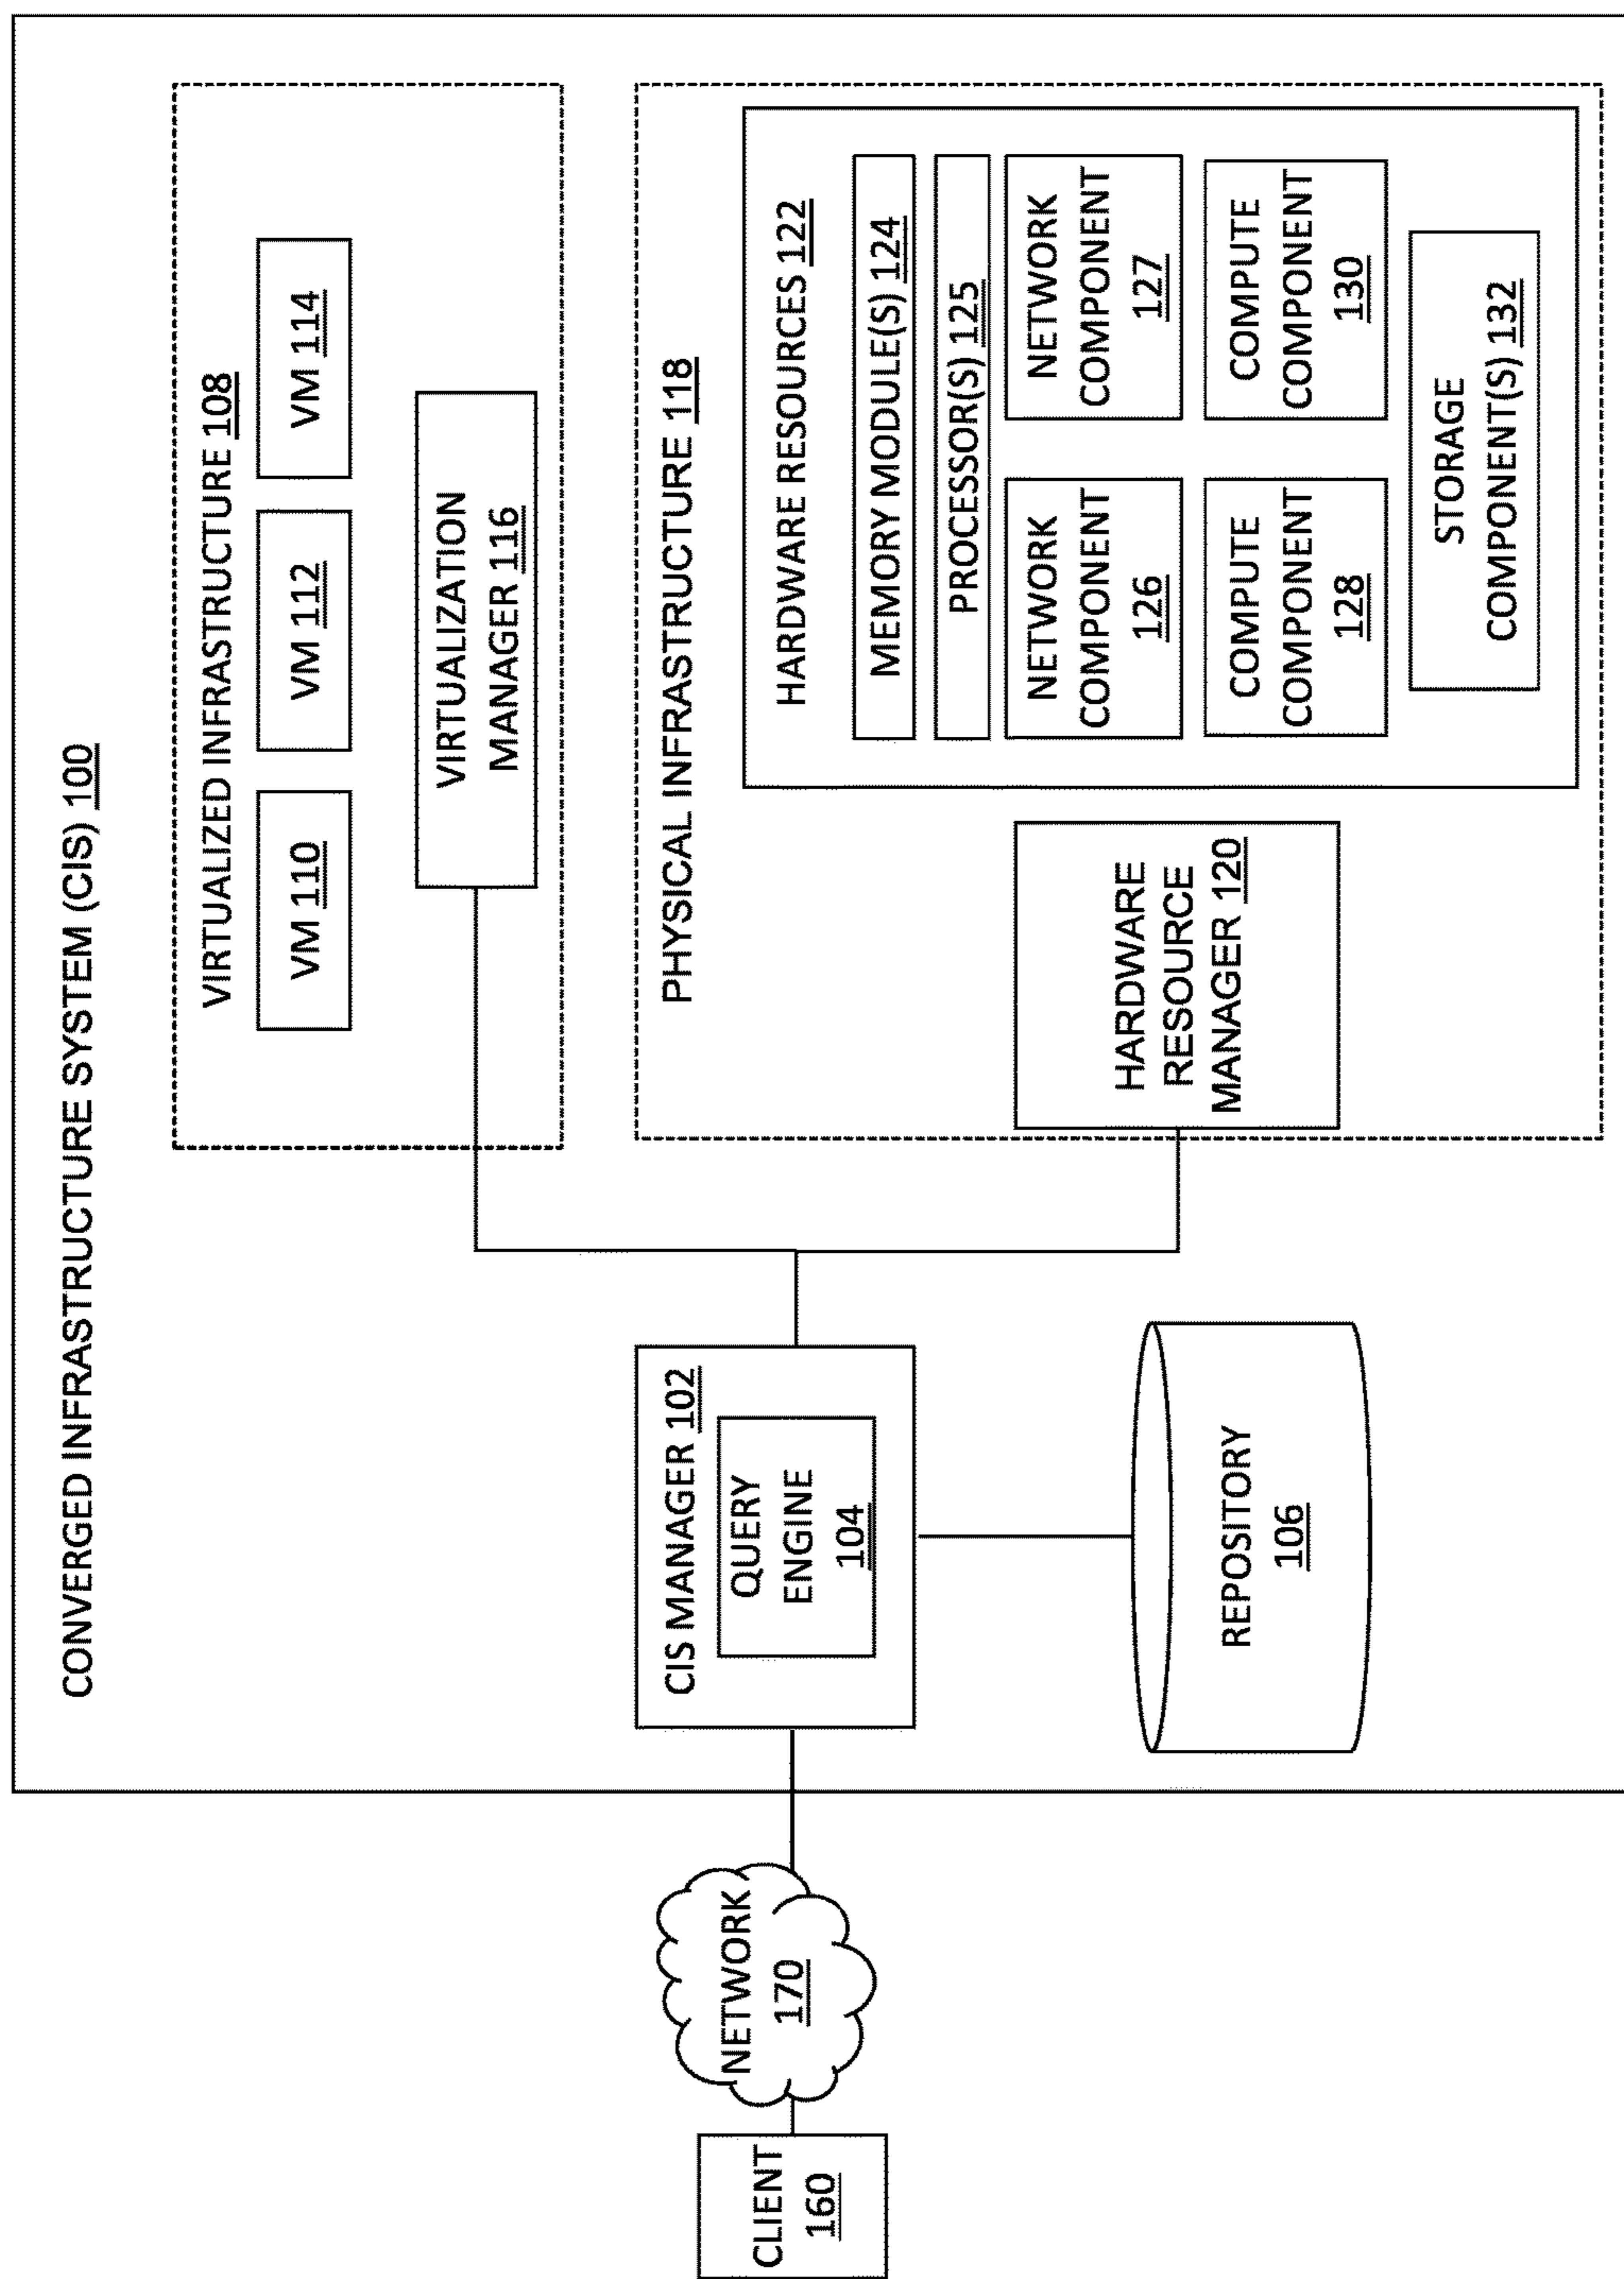 CONVERGED INFRASTRUCTURE SYSTEM (CIS) 100
CLIENT
160
NETWORK
170
CIS MANAGER 102
QUERY
ENGINE
104
REPOSITORY
106
VIRTUALIZED INFRASTRUCTURE 108
VM 110
VM 112
VM 114
VIRTUALIZATION
MANAGER 116
PHYSICAL INFRASTRUCTURE 118
HARDWARE
RESOURCE
MANAGER 120
HARDWARE RESOURCES 122
MEMORY MODULE(S) 124
PROCESSOR(S) 125
NETWORK
COMPONENT
126
NETWORK
COMPONENT
127
COMPUTE
COMPONENT
128
COMPUTE
COMPONENT
130
STORAGE
COMPONENT(S) 132